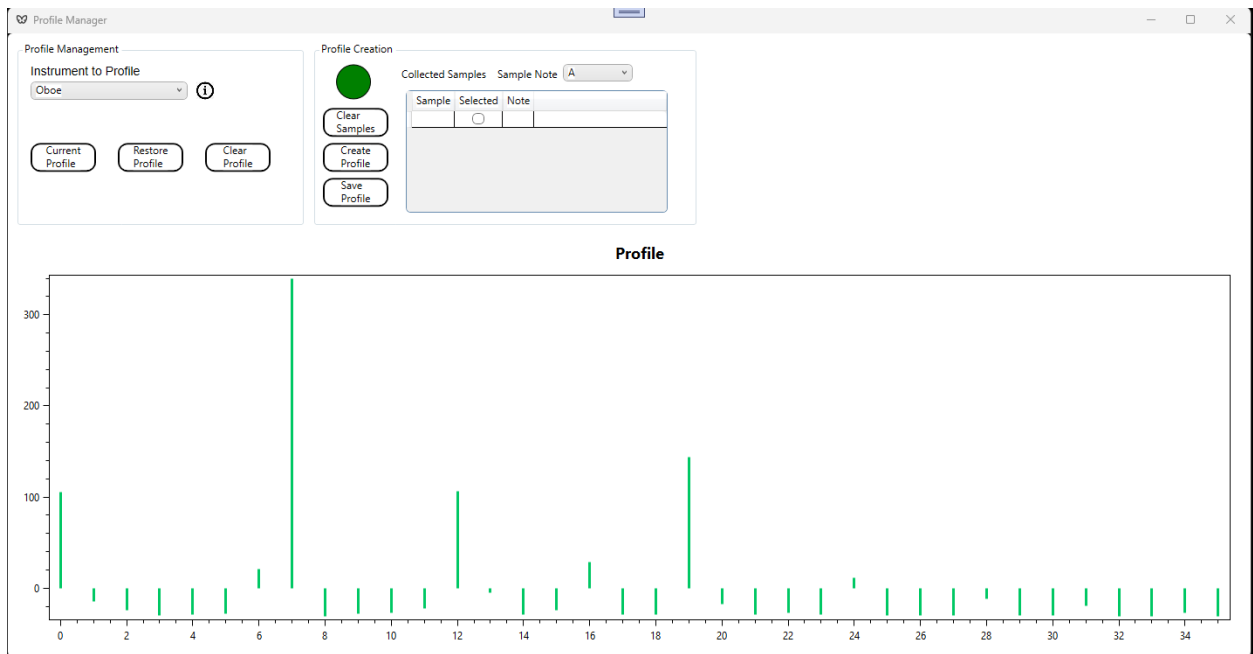 Profile Manager
Profile Management
Instrument to Profile
Oboe
Current
Profile
Restore
Profile
Clear
Profile
Profile Creation
Collected Samples Sample Note A
Clear
Samples
Create
Profile
Save
Profile
Sample Selected Note
Profile
300
200
100
0
0 2 4 6 8 10 12 14 16 18 20 22 24 26 28 30 32 34